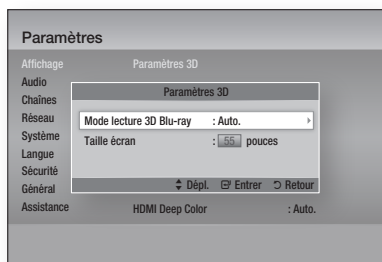 Paramètres
Affichage Paramètres 3D
Audio
Chaînes
Réseau
Système
Langue
Sécurité
Général
Assistance
Paramètres 3D
Mode lecture 3D Blu-ray : Auto.
Taille écran : 55 pouces
Dépl. Entrer Retour
HDMI Deep Color : Auto.